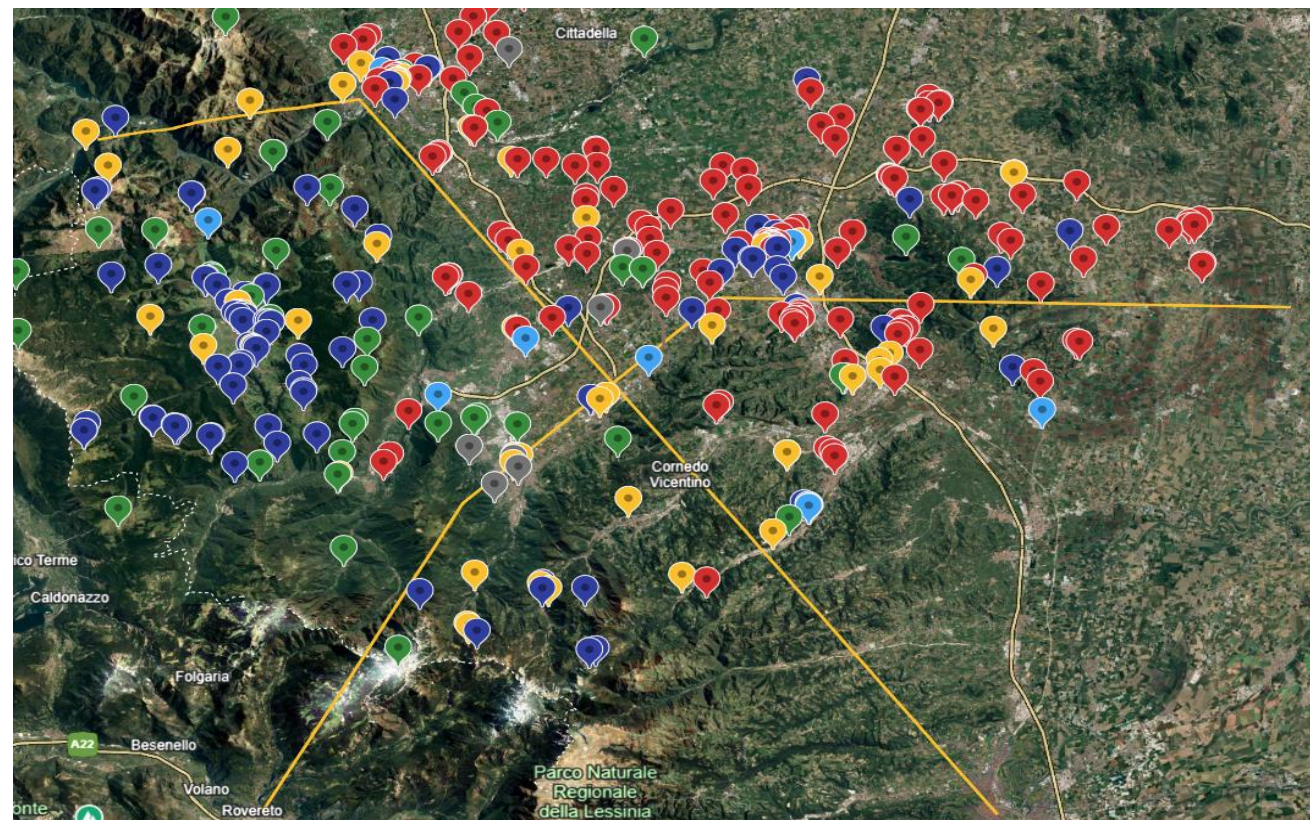 Cittadella
Cornedo
Vicentino
ico Terme
Caldonazzo
Folgaria
A22
Besenello
Volano
Rovereto
onte
Parco Naturale
Regionale
della Lessinia